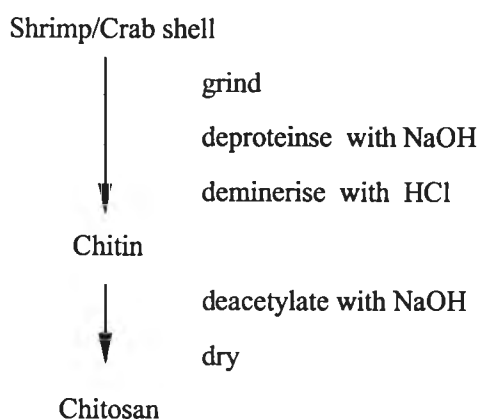 Shrimp/Crab shell
grind
deproteinse with NaOH
deminerise with HCl
Chitin
deacetylate with NaOH
dry
Chitosan